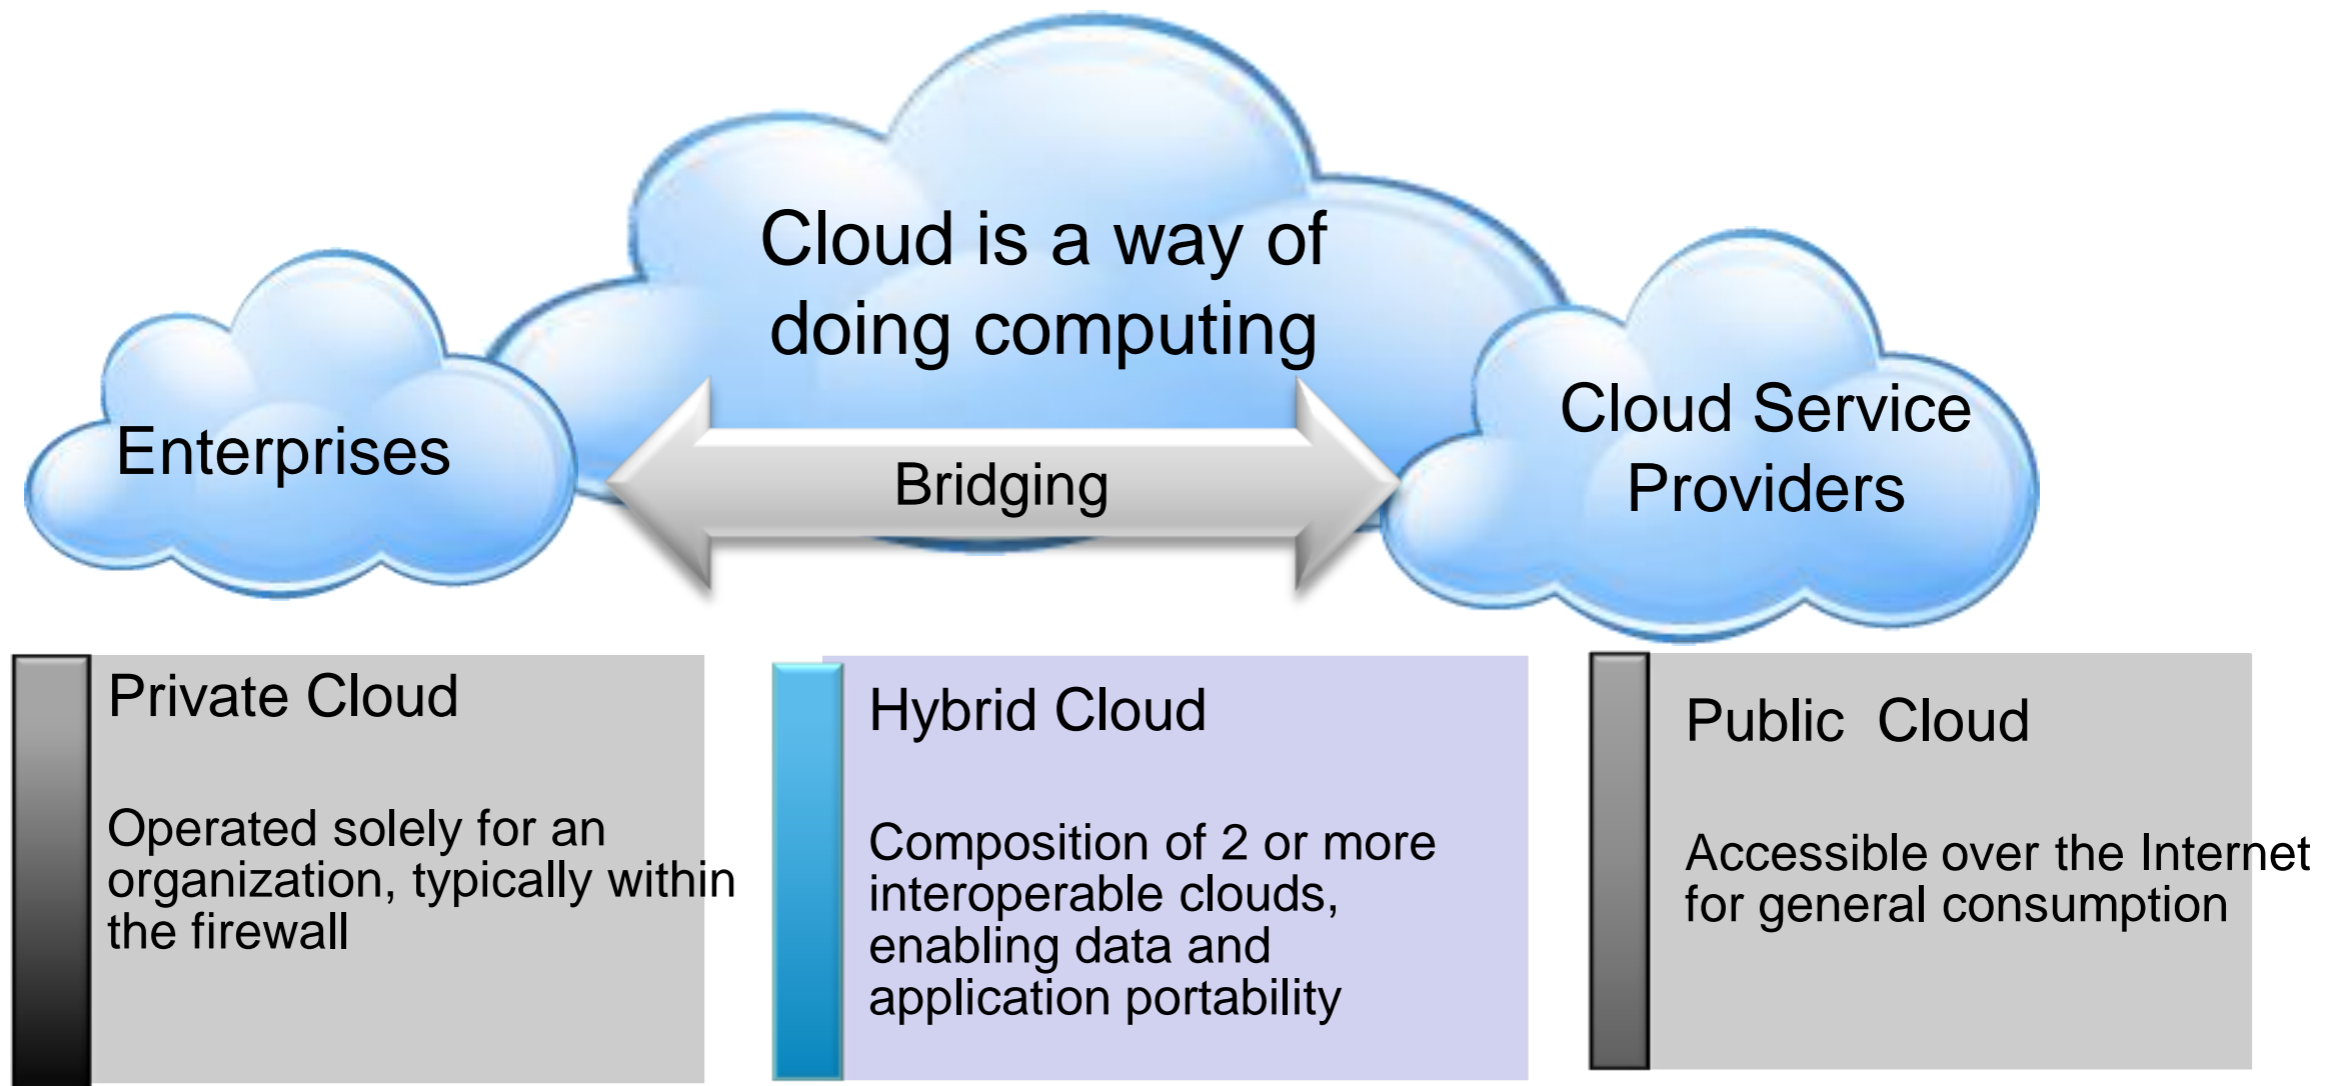 Cloud is a way of
doing computing
Enterprises
Bridging
Cloud Service
Providers
Private Cloud
Operated solely for an
organization, typically within
the firewall
Hybrid Cloud
Composition of 2 or more
interoperable clouds,
enabling data and
application portability
Public  Cloud
Accessible over the Internet
for general consumption